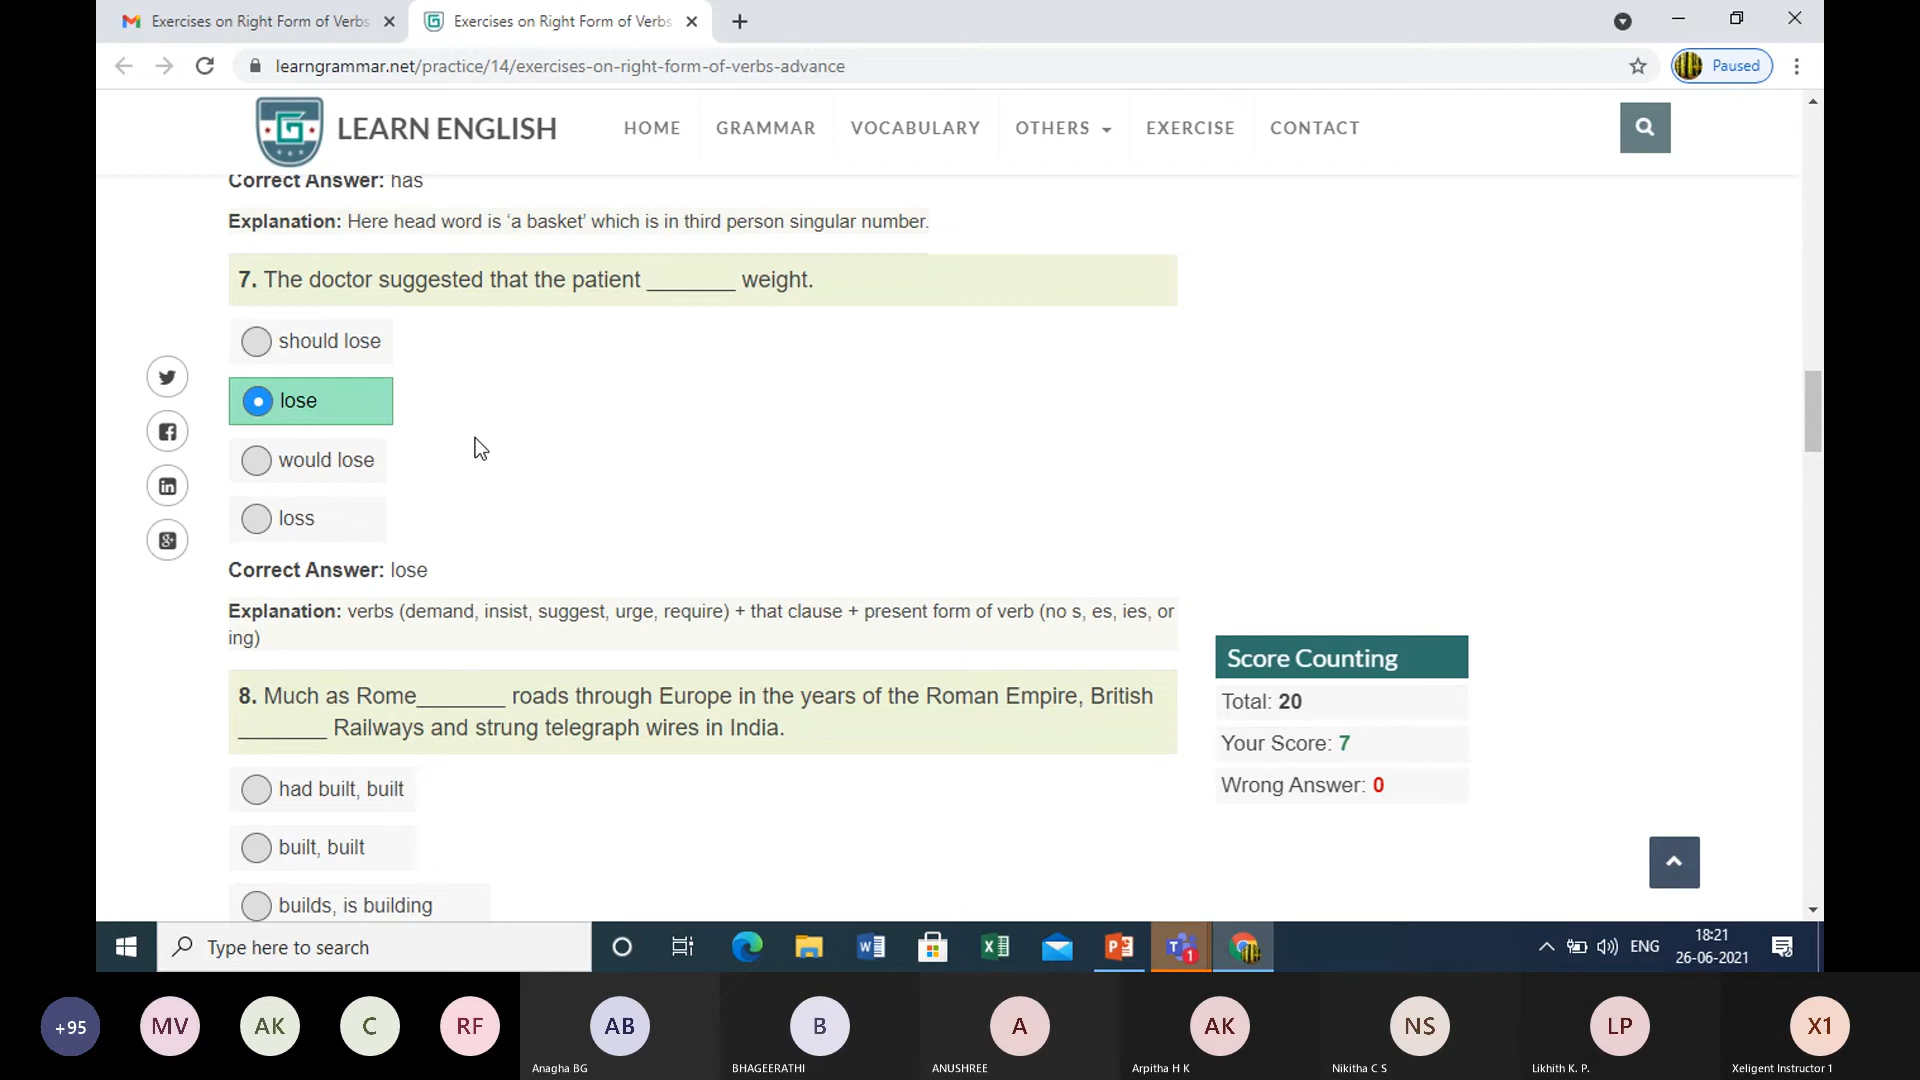 Exercises on Right Form of Verbs
Exercises on Right Form of Verbs
learngrammar.net/practice/14/exercises-on-right-form-of-verbs-advance
Paused
LEARN ENGLISH
HOME
GRAMMAR
VOCABULARY
OTHERS
EXERCISE
CONTACT
Correct Answer: has
Explanation: Here head word is ‘a basket’ which is in third person singular number.
7. The doctor suggested that the patient _______ weight.
should lose
lose
would lose
loss
Correct Answer: lose
Explanation: verbs (demand, insist, suggest, urge, require) + that clause + present form of verb (no s, es, ies, or
ing)
8. Much as Rome_______ roads through Europe in the years of the Roman Empire, British
_______ Railways and strung telegraph wires in India.
had built, built
built, built
builds, is building
Score Counting
Total: 20
Your Score: 7
Wrong Answer: 0
Type here to search
ENG
18:21
26-06-2021
+95
MV
AK
C
RF
AB
B
A
AK
NS
LP
X1
Anagha BG
BHAGEERATHI
ANUSHREE
Arpitha H K
Nikitha C S
Likhith K. P.
Xeligent Instructor 1